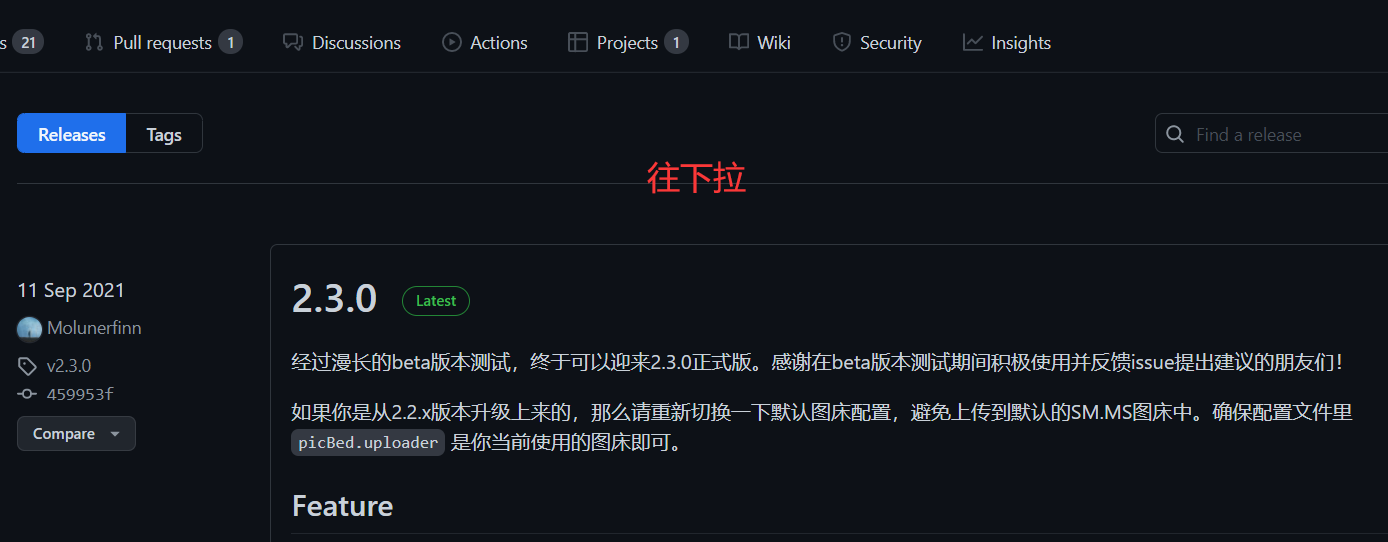 s 21 Pull requests 1 Discussions Actions Projects 1 Wiki Security Insights
Releases Tags Find a release
往下拉
11 Sep 2021
Molunerfinn
v2.3.0
459953f
Compare
2.3.0 Latest
经过漫长的beta版本测试，终于可以迎来2.3.0正式版。感谢在beta版本测试期间积极使用并反馈issue提出建议的朋友们！
如果你是从2.2.x版本升级上来的，那么请重新切换一下默认图床配置，避免上传到默认的SM.MS图床中。确保配置文件里
picBed.uploader 是你当前使用的图床即可。
Feature